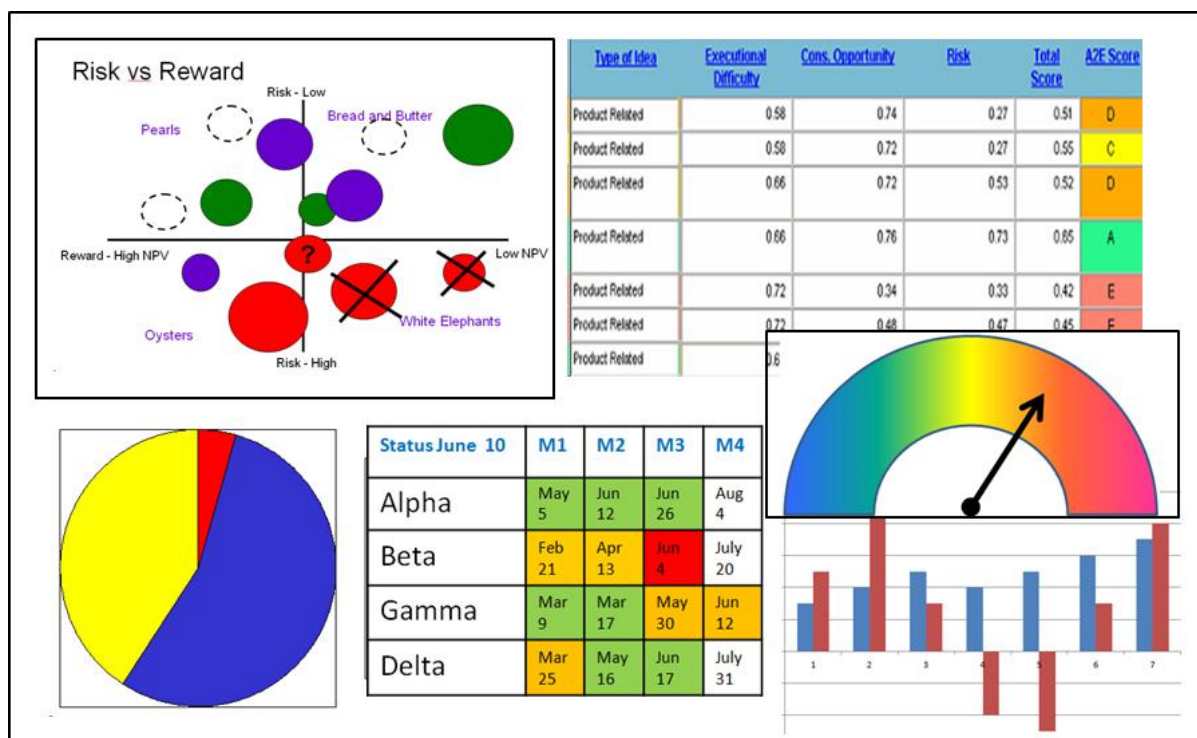 Risk vs Reward
Risk - Low
Pearls
Bread and Butter
Reward - High NPV
?
Low NPV
White Elephants
Oysters
Risk - High
Type of Idea Executional Difficulty Cons. Opportunity Risk Total Score A2E Score
Product Related 0.58 0.74 0.27 0.51 D
Product Related 0.58 0.72 0.27 0.55 C
Product Related 0.66 0.72 0.53 0.52 D
Product Related 0.66 0.76 0.73 0.65 A
Product Related 0.72 0.34 0.33 0.42 E
Product Related 0.72 0.48 0.47 0.45
Product Related 0.6
Status June 10 M1 M2 M3 M4
Alpha May 5 Jun 12 Jun 26 Aug 4
Beta Feb 21 Apr 13 Jun 4 July 20
Gamma Mar 9 Mar 17 May 30 Jun 12
Delta Mar 25 May 16 Jun 17 July 31
1 2 3 4 5 6 7